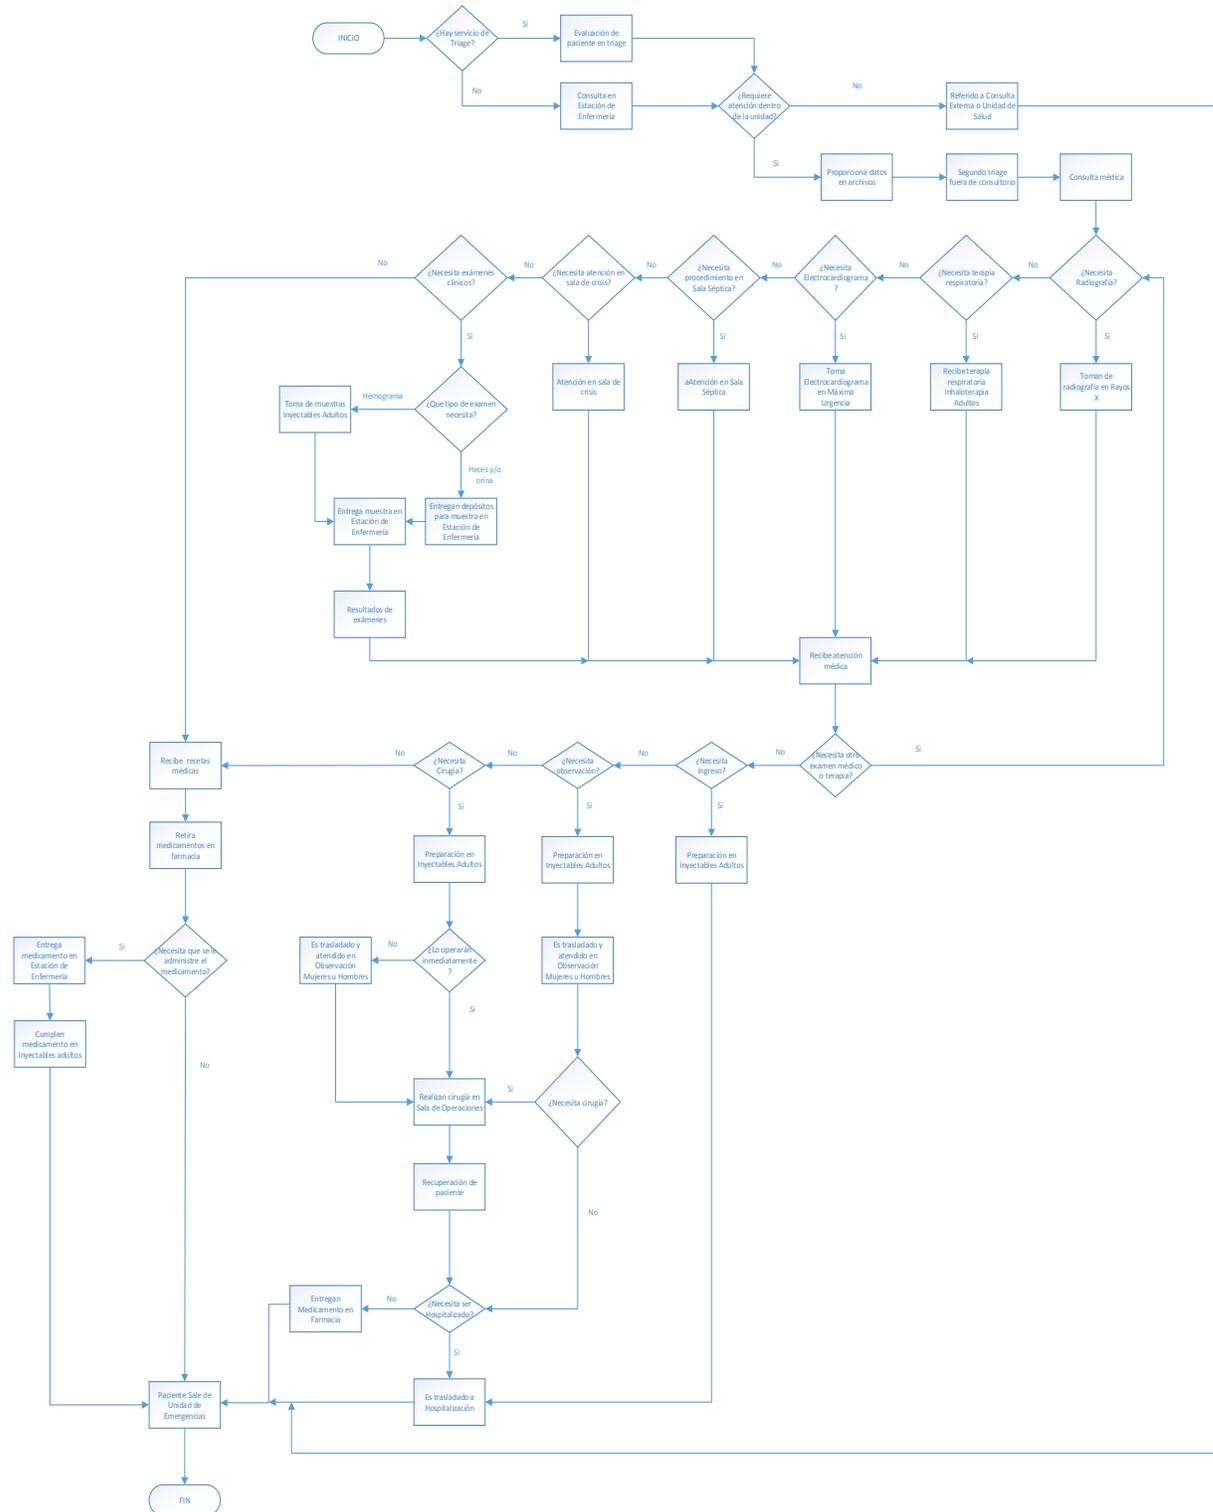 Si
INICIO
¿Hay servicio de
Triage?
Evaluación de
paciente en triage
No
Consulta en
Estación de
Enfermería
¿Requiere
atención dentro
de la unidad?
No
Referido a Consulta
Externa o Unidad de
Salud
Si
Proporciona datos
en archivos
Segundo triage
fuera de consultorio
Consulta médica
No
¿Necesita exámenes
clínicos?
No
¿Necesita atención en
sala de crisis?
No
¿Necesita
procedimiento en
Sala Séptica?
No
¿Necesita
Electrocardiograma
?
No
¿Necesita terapia
respiratoria?
No
¿Necesita
Radiografía?
Si
Si
Si
Si
Si
Si
Atención en sala de
crisis
aAtención en Sala
Séptica
Toma
Electrocardiograma
en Máxima
Urgencia
Recibe terapia
respiratoria
Inhaloterapia
Adultos
Toman de
radiografía en Rayos
X
Toma de muestras
Inyectables Adultos
Hemograma
¿Que tipo de examen
necesita?
Heces y/o
orina
Entrega muestra en
Estación de
Enfermería
Entregan depósitos
para muestra en
Estación de
Enfermería
Resultados de
exámenes
Recibe atención
médica
Recibe recetas
médicas
No
¿Necesita
Cirugía?
No
¿Necesita
observación?
No
¿Necesita
ingreso?
No
¿Necesita otro
examen médico
o terapia?
Si
Si
Si
Si
Retira
medicamentos en
farmacia
Preparación en
Inyectables Adultos
Preparación en
Inyectables Adultos
Preparación en
Inyectables Adultos
Entrega
medicamento en
Estación de
Enfermería
Si
¿Necesita que se le
administre el
medicamento?
Es trasladado y
atendido en
Observación
Mujeres u Hombres
No
¿Lo operarán
inmediatamente
?
Es trasladado y
atendido en
Observación
Mujeres u Hombres
Si
Cumplen
medicamento en
Inyectables adultos
No
Realizan cirugía en
Sala de Operaciones
Si
¿Necesita cirugía?
Recuperación de
paciente
No
Entregan
Medicamento en
Farmacia
No
¿Necesita ser
Hospitalizado?
Si
Paciente Sale de
Unidad de
Emergencias
Es trasladado a
Hospitalización
FIN